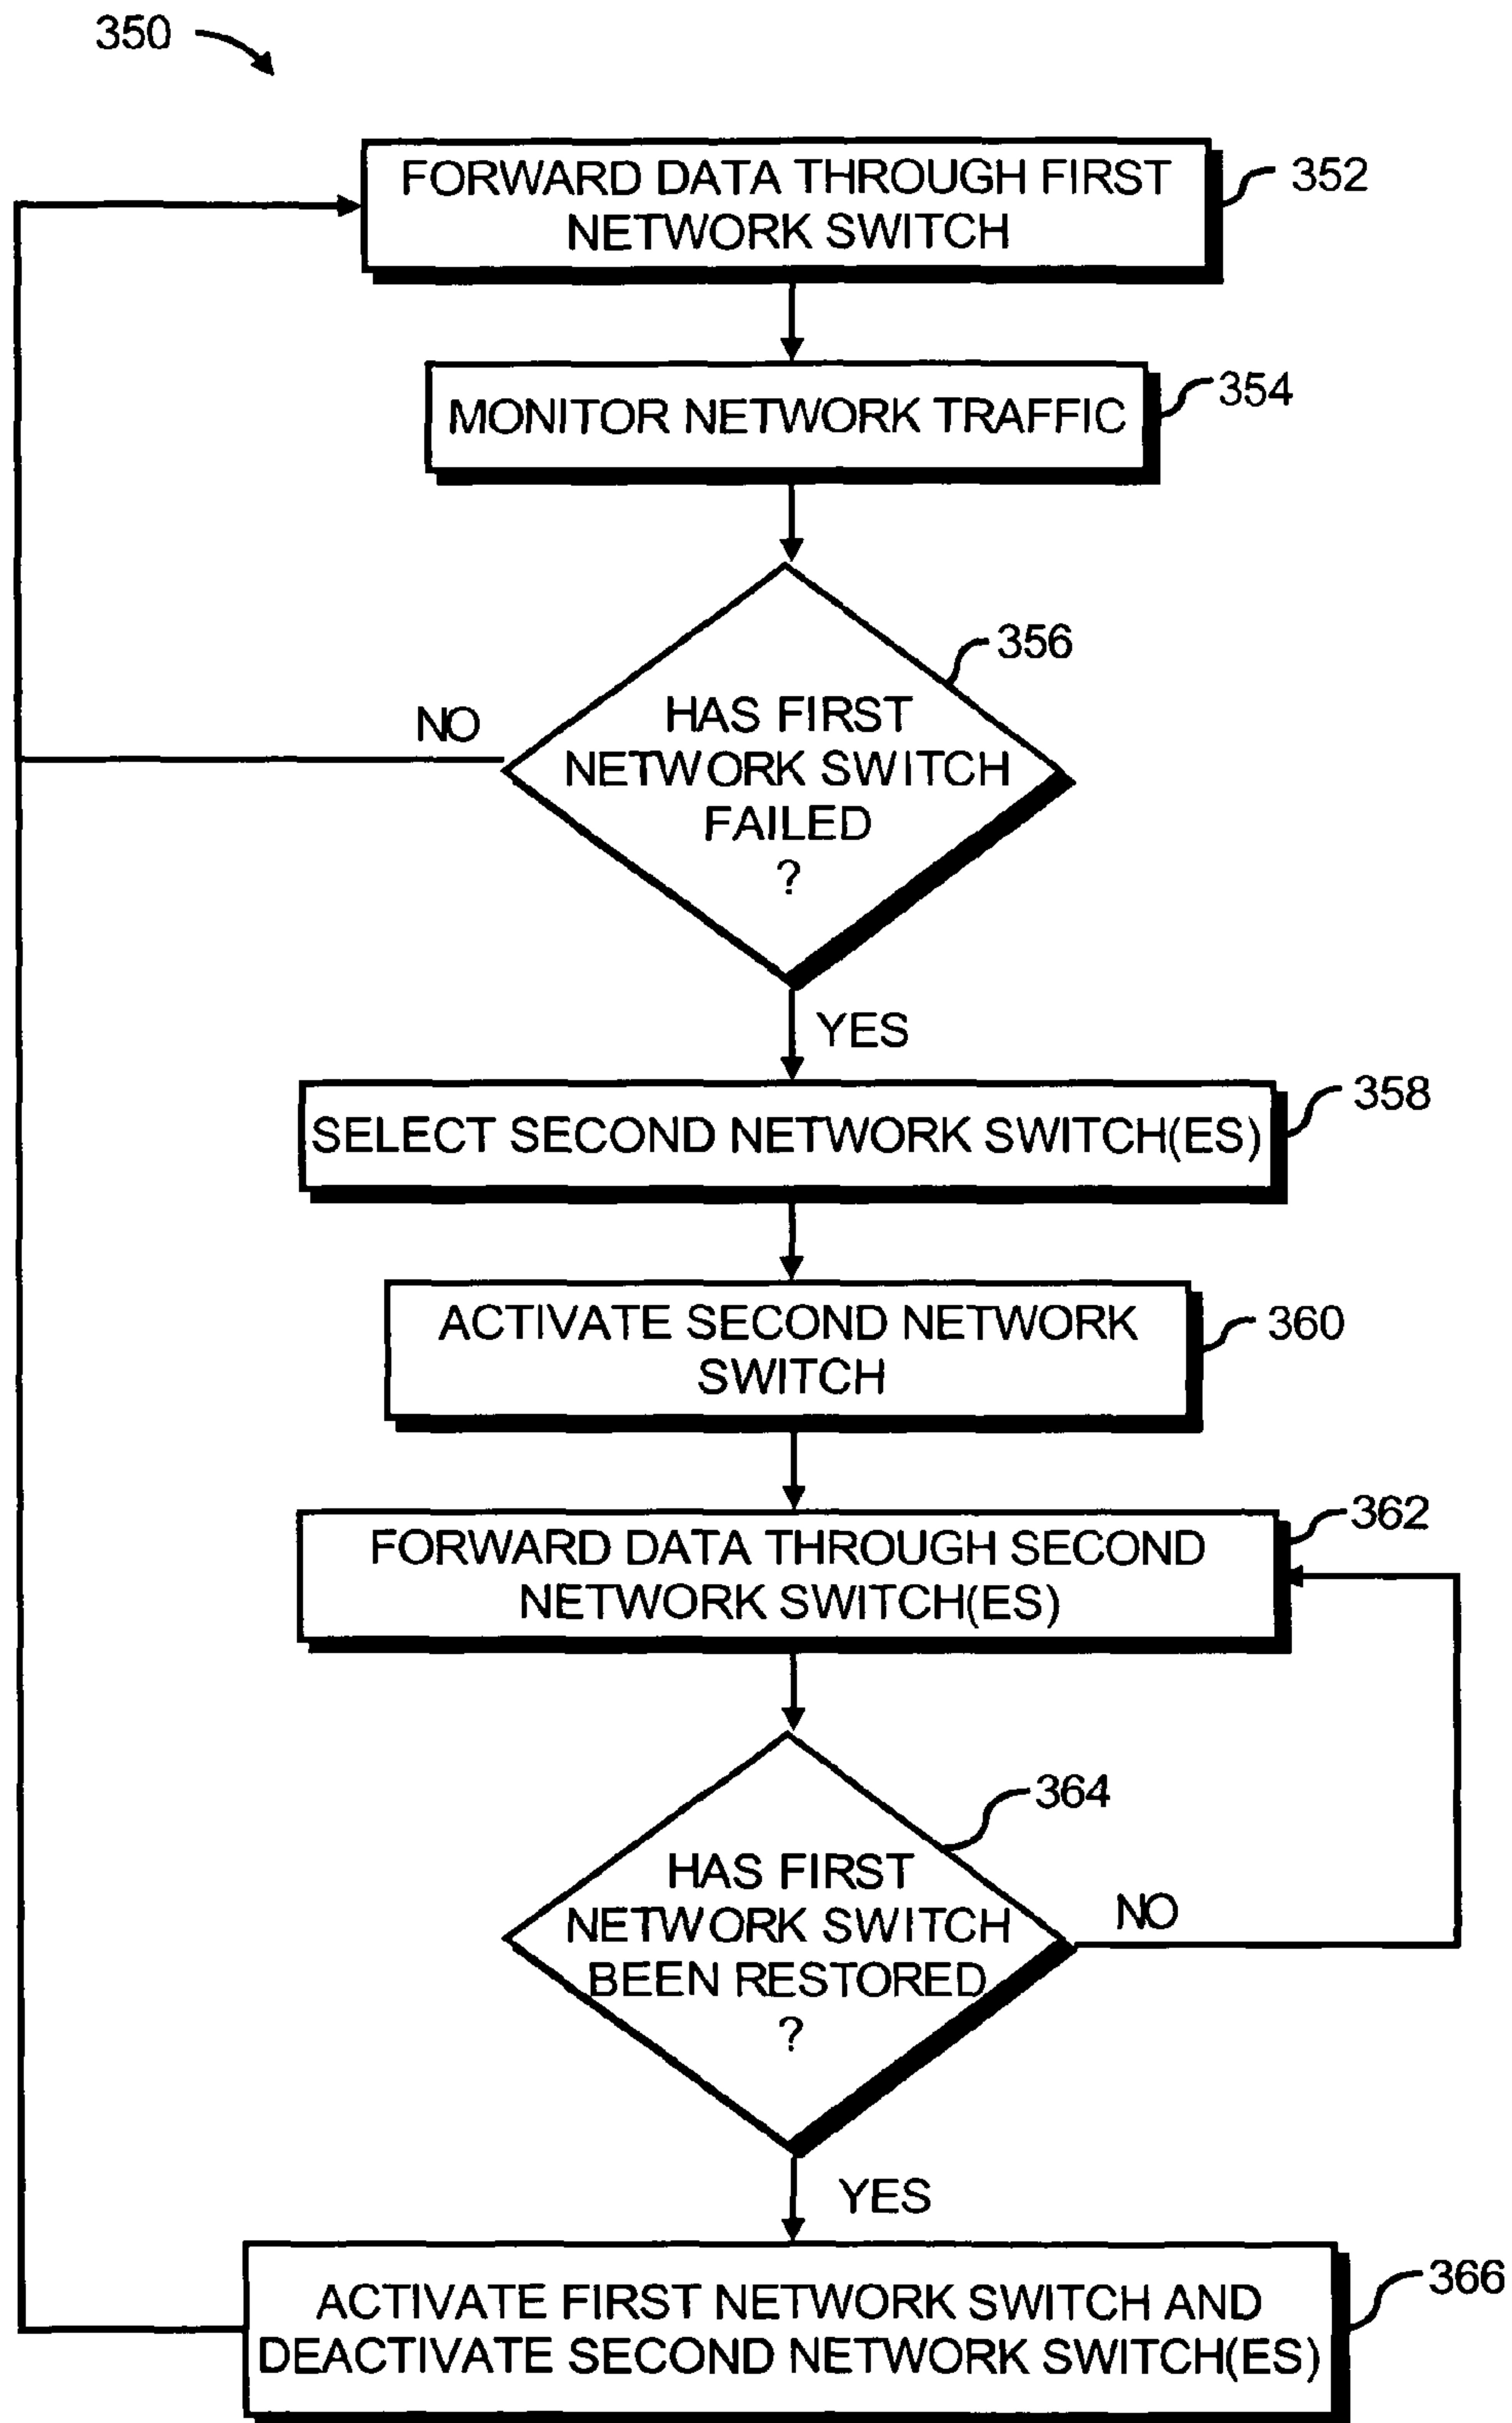 350
FORWARD DATA THROUGH FIRST
NETWORK SWITCH
352
MONITOR NETWORK TRAFFIC
354
356
HAS FIRST
NETWORK SWITCH
FAILED
?
NO
YES
SELECT SECOND NETWORK SWITCH(ES)
358
ACTIVATE SECOND NETWORK
SWITCH
360
FORWARD DATA THROUGH SECOND
NETWORK SWITCH(ES)
362
364
HAS FIRST
NETWORK SWITCH
BEEN RESTORED
?
NO
YES
ACTIVATE FIRST NETWORK SWITCH AND
DEACTIVATE SECOND NETWORK SWITCH(ES)
366